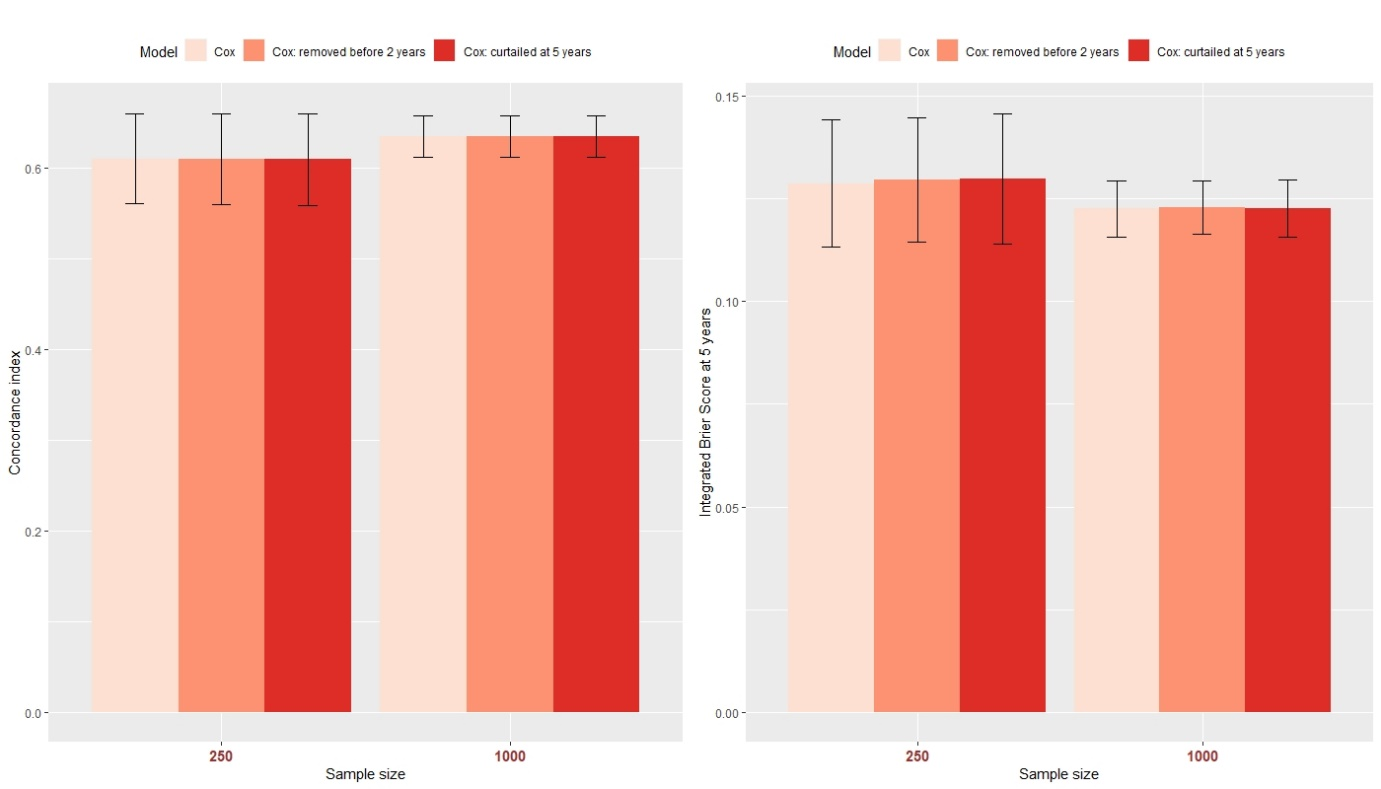 Model Cox Cox: removed before 2 years Cox: curtailed at 5 years
Concordance index
0.6
0.4
0.2
0.0
250 1000
Sample size
Model Cox Cox: removed before 2 years Cox: curtailed at 5 years
Integrated Brier Score at 5 years
0.15
0.10
0.05
0.00
250 1000
Sample size